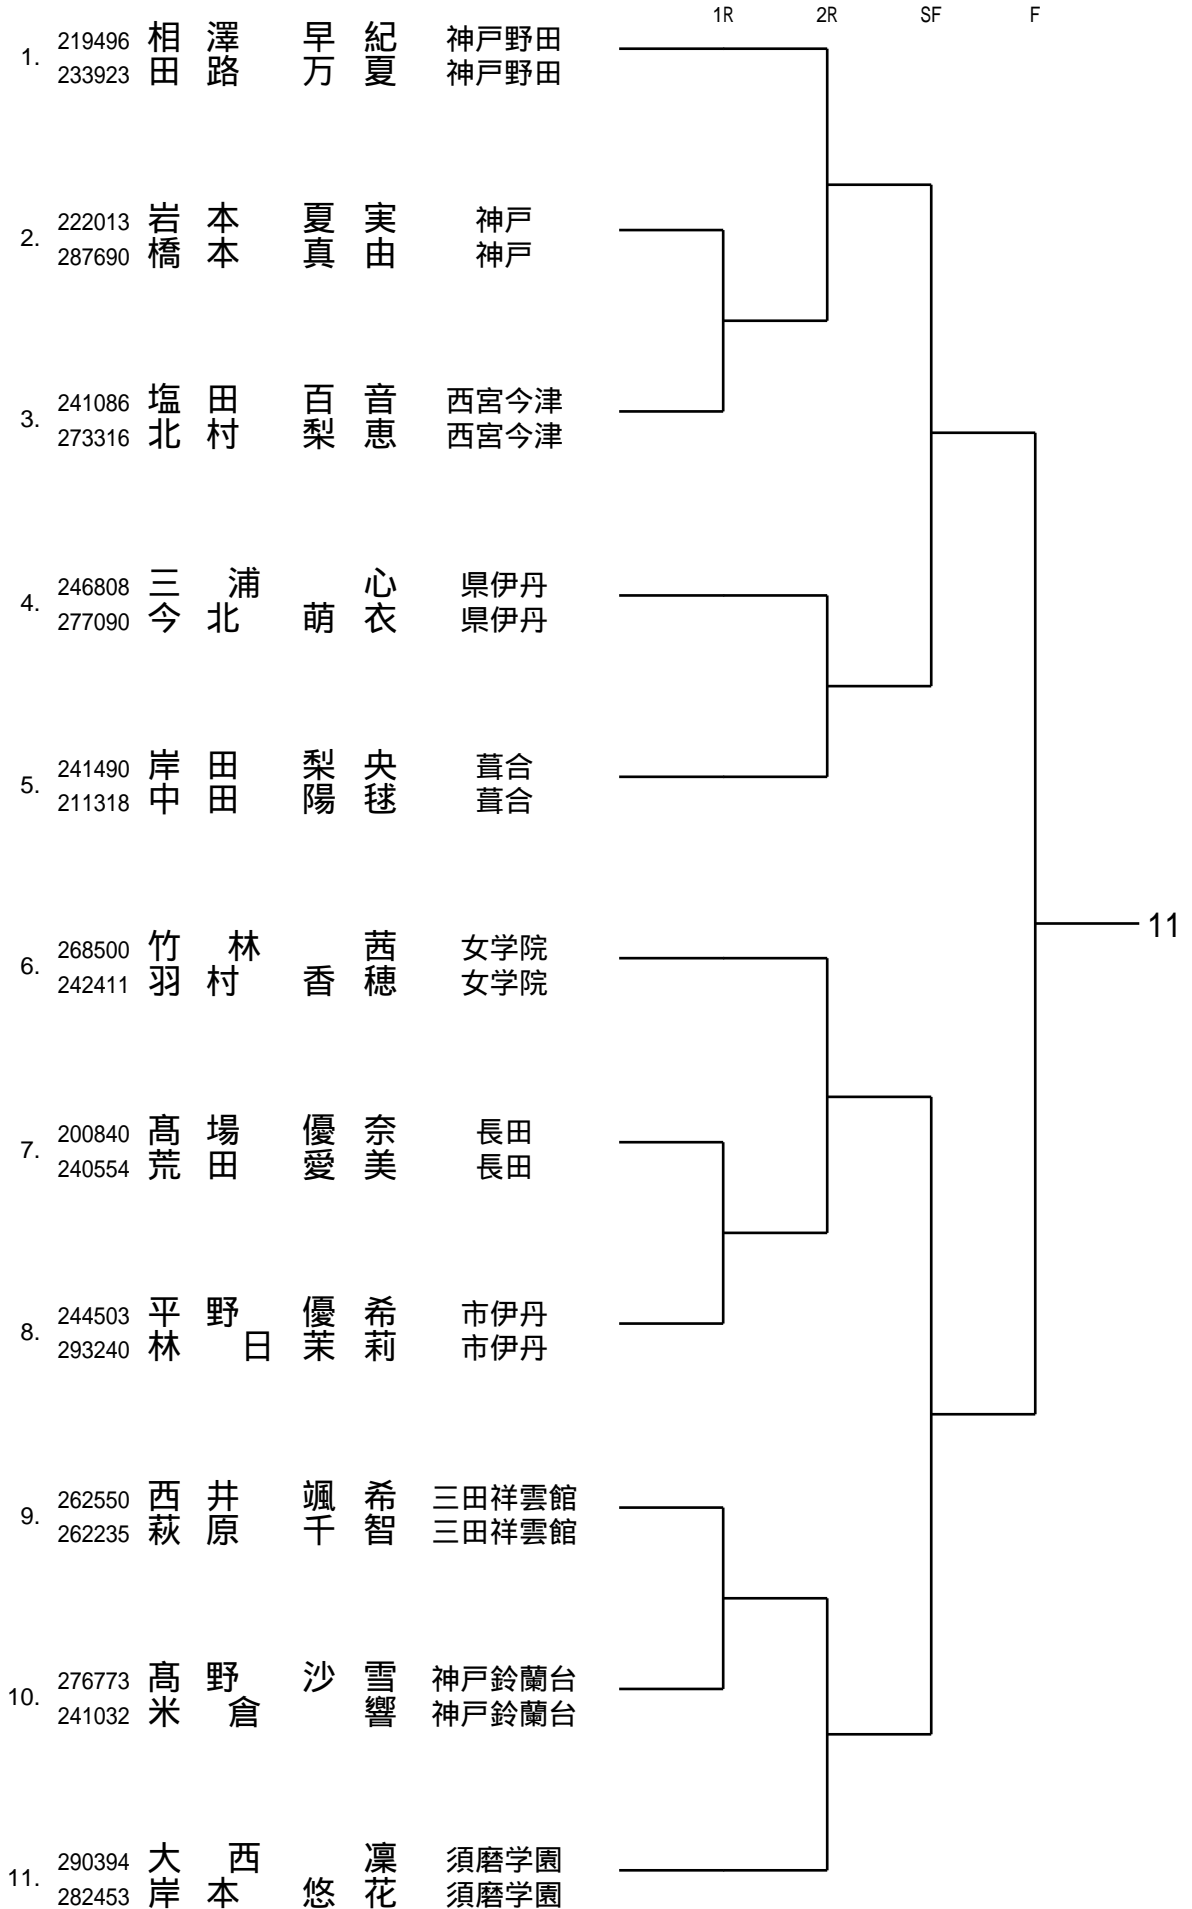 1R 2R SF F
1. 219496 相澤 早紀 神戸野田
233923 田路 万夏 神戸野田
2. 222013 岩本 夏実 神戸
287690 橋本 真由 神戸
3. 241086 塩田 百音 西宮今津
273316 北村 梨恵 西宮今津
4. 246808 三浦 心 県伊丹
277090 今北 萌衣 県伊丹
5. 241490 岸田 梨央 葺合
211318 中田 陽毬 葺合
11
6. 268500 竹林 茜 女学院
242411 羽村 香穂 女学院
7. 200840 髙場 優奈 長田
240554 荒田 愛美 長田
8. 244503 平野 優希 市伊丹
293240 林 日茉莉 市伊丹
9. 262550 西井 颯希 三田祥雲館
262235 萩原 千智 三田祥雲館
10. 276773 髙野 沙雪 神戸鈴蘭台
241032 米倉 響 神戸鈴蘭台
11. 290394 大西 凜 須磨学園
282453 岸本 悠花 須磨学園